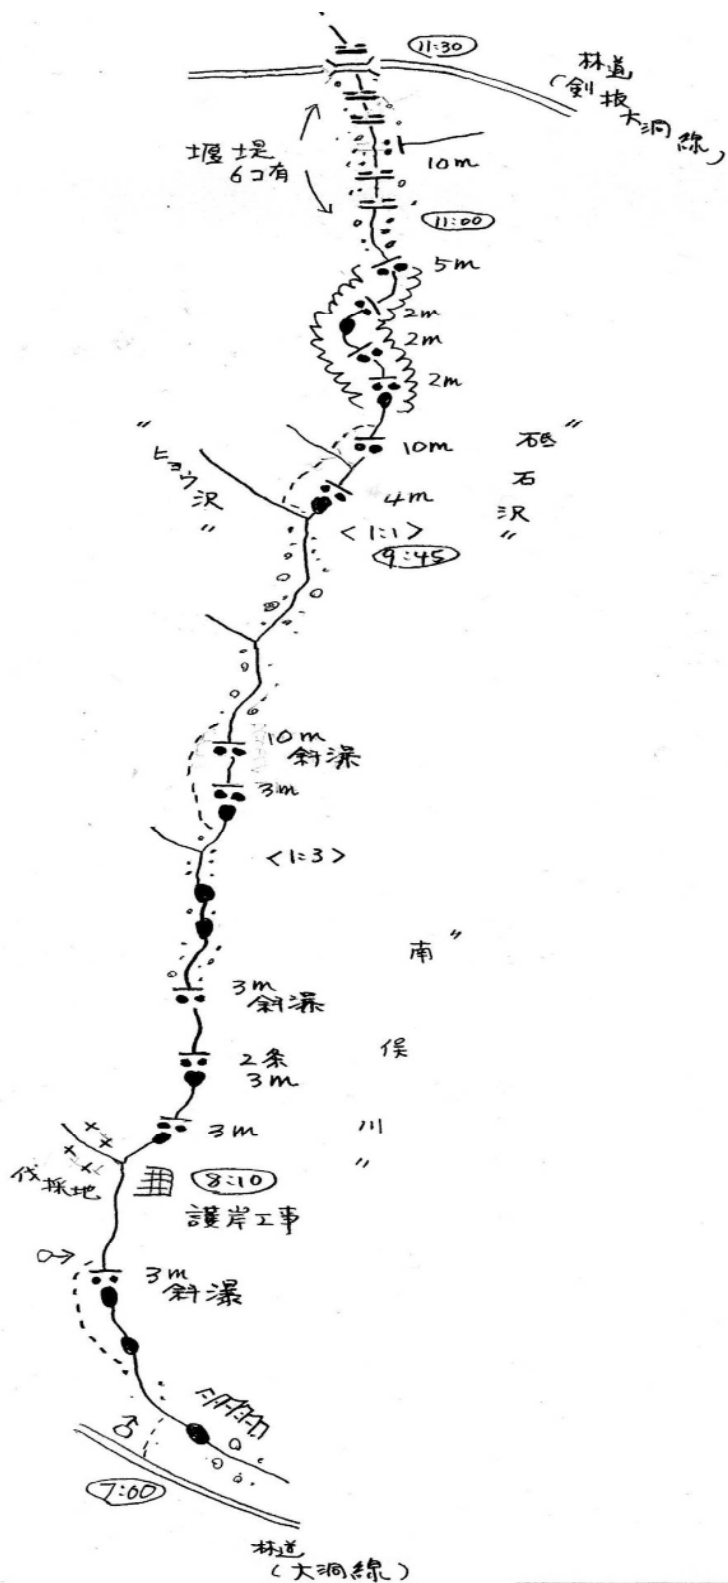 11:30
林道
(釗抜大洞線)
堰堤
6コ有
10m
11:00
5m
2m
2m
2m
10m
"ヒョウ沢"
"砥石沢"
4m
<1:1>
9:45
10m
斜瀑
3m
<1:3>
"南俣川"
3m
斜瀑
2条
3m
3m
伐採地
8:10
護岸工事
3m
斜瀑
7:00
林道
(大洞線)